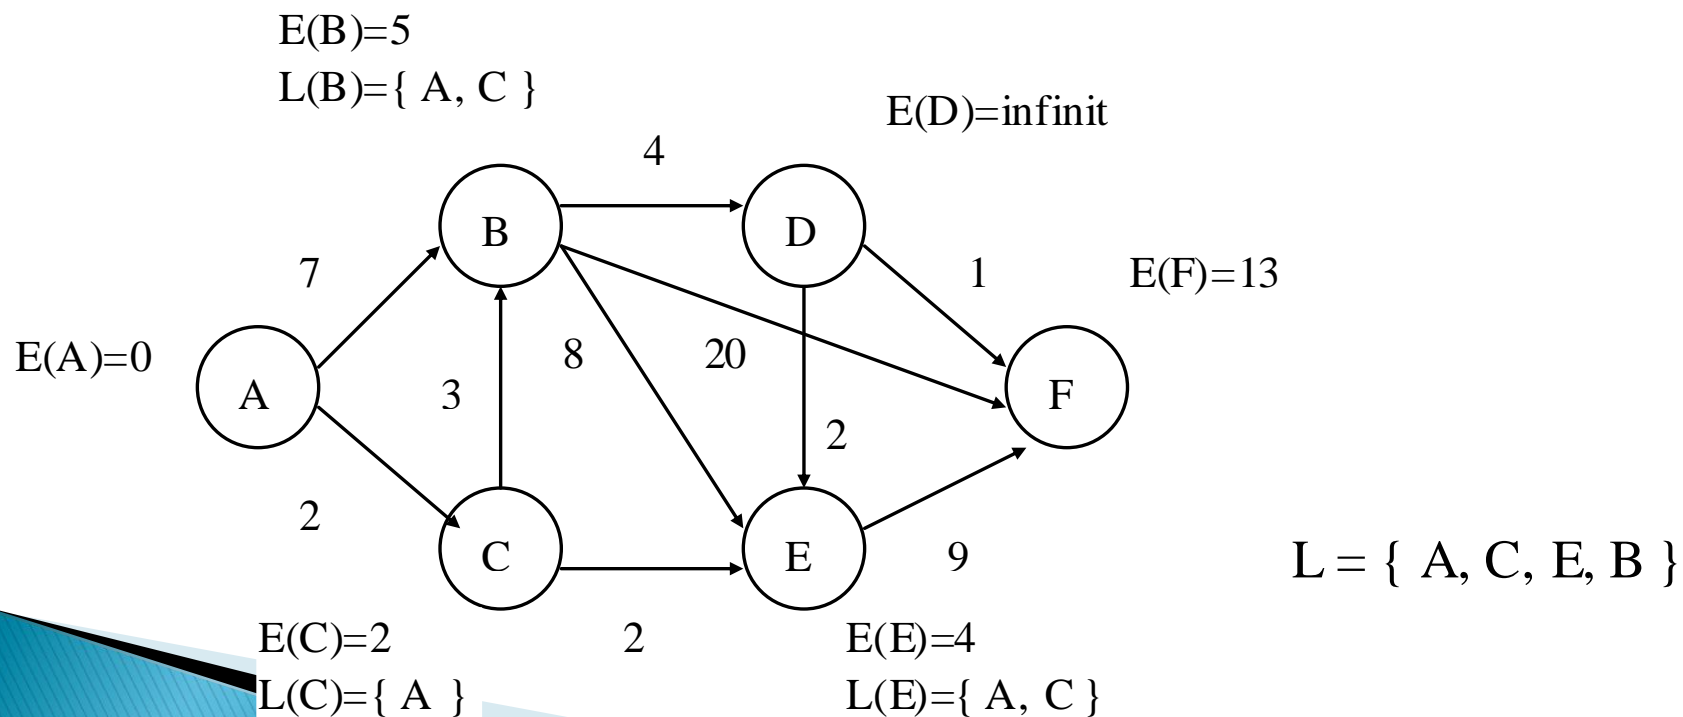 E(B)=5
L(B)={ A, C }
E(D)=infinit
4
B
D
7
1
E(F)=13
E(A)=0
8
20
A
3
F
2
2
C
E
9
L = { A, C, E, B }
E(C)=2
2
E(E)=4
L(C)={ A }
L(E)={ A, C }